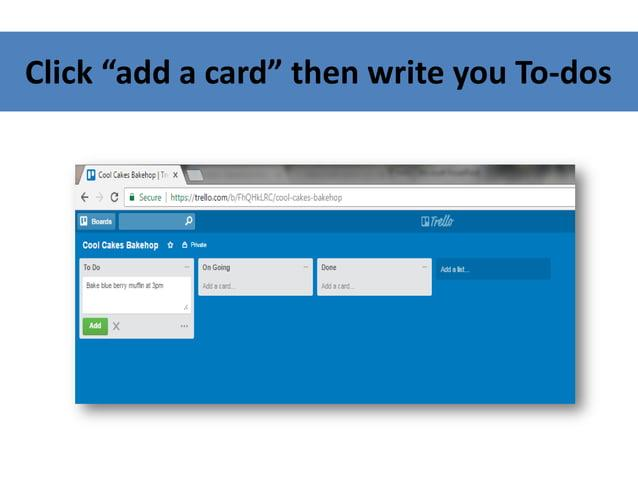 Click “add a card” then write you To-dos
Cool Cakes Bakehop | Tre
Secure | https://trello.com/b/FhQHkLRC/cool-cakes-bakehop
Boards
Trello
Cool Cakes Bakehop Private
To Do
Bake blue berry muffin at 3pm
Add
On Going
Add a card...
Done
Add a card...
Add a list...